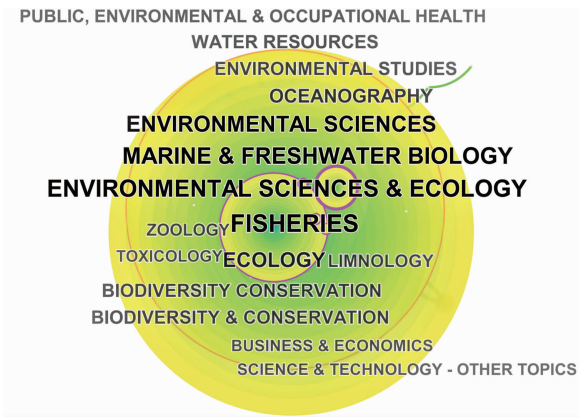 PUBLIC, ENVIRONMENTAL & OCCUPATIONAL HEALTH
WATER RESOURCES
ENVIRONMENTAL STUDIES
OCEANOGRAPHY
ENVIRONMENTAL SCIENCES
MARINE & FRESHWATER BIOLOGY
ENVIRONMENTAL SCIENCES & ECOLOGY
FISHERIES
ZOOLOGY
TOXICOLOGY
ECOLOGY
LIMNOLOGY
BIODIVERSITY CONSERVATION
BIODIVERSITY & CONSERVATION
BUSINESS & ECONOMICS
SCIENCE & TECHNOLOGY - OTHER TOPICS